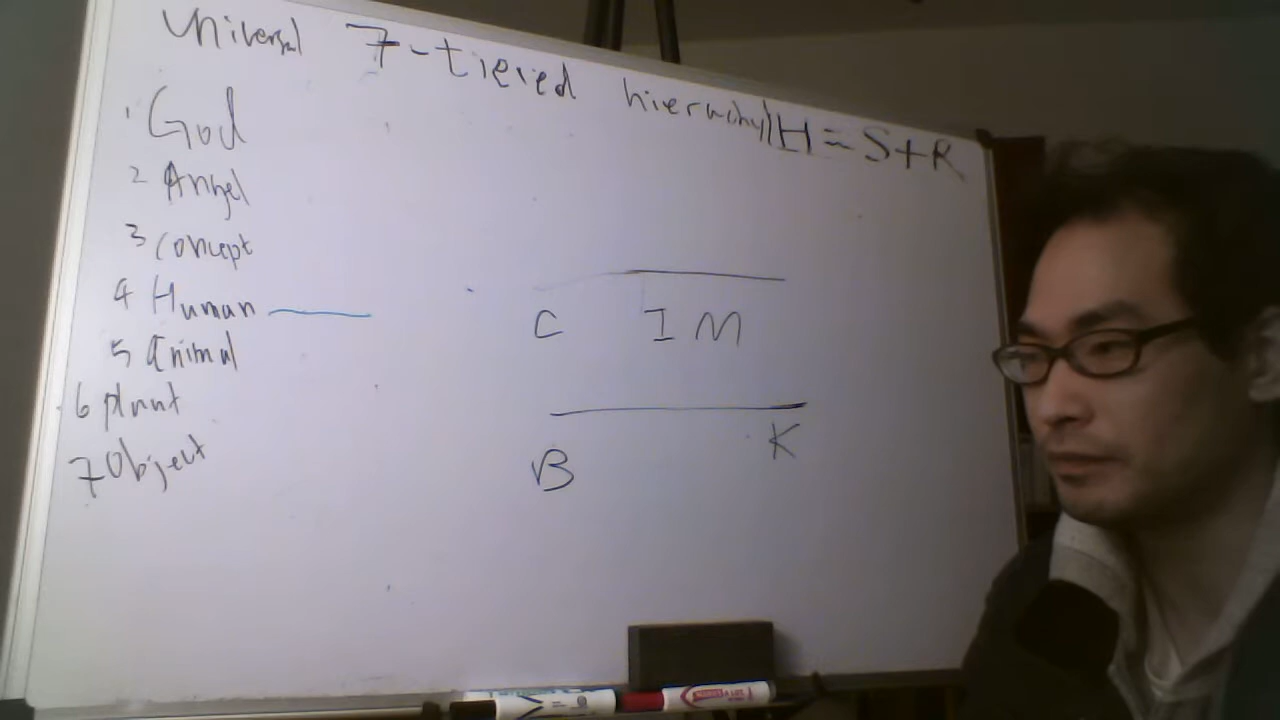 Universal 7-tiered hierarchy H = S+R
1 God
2 Angel
3 concept
4 Human
5 Animal
6 plant
7 Object
C I M
B K